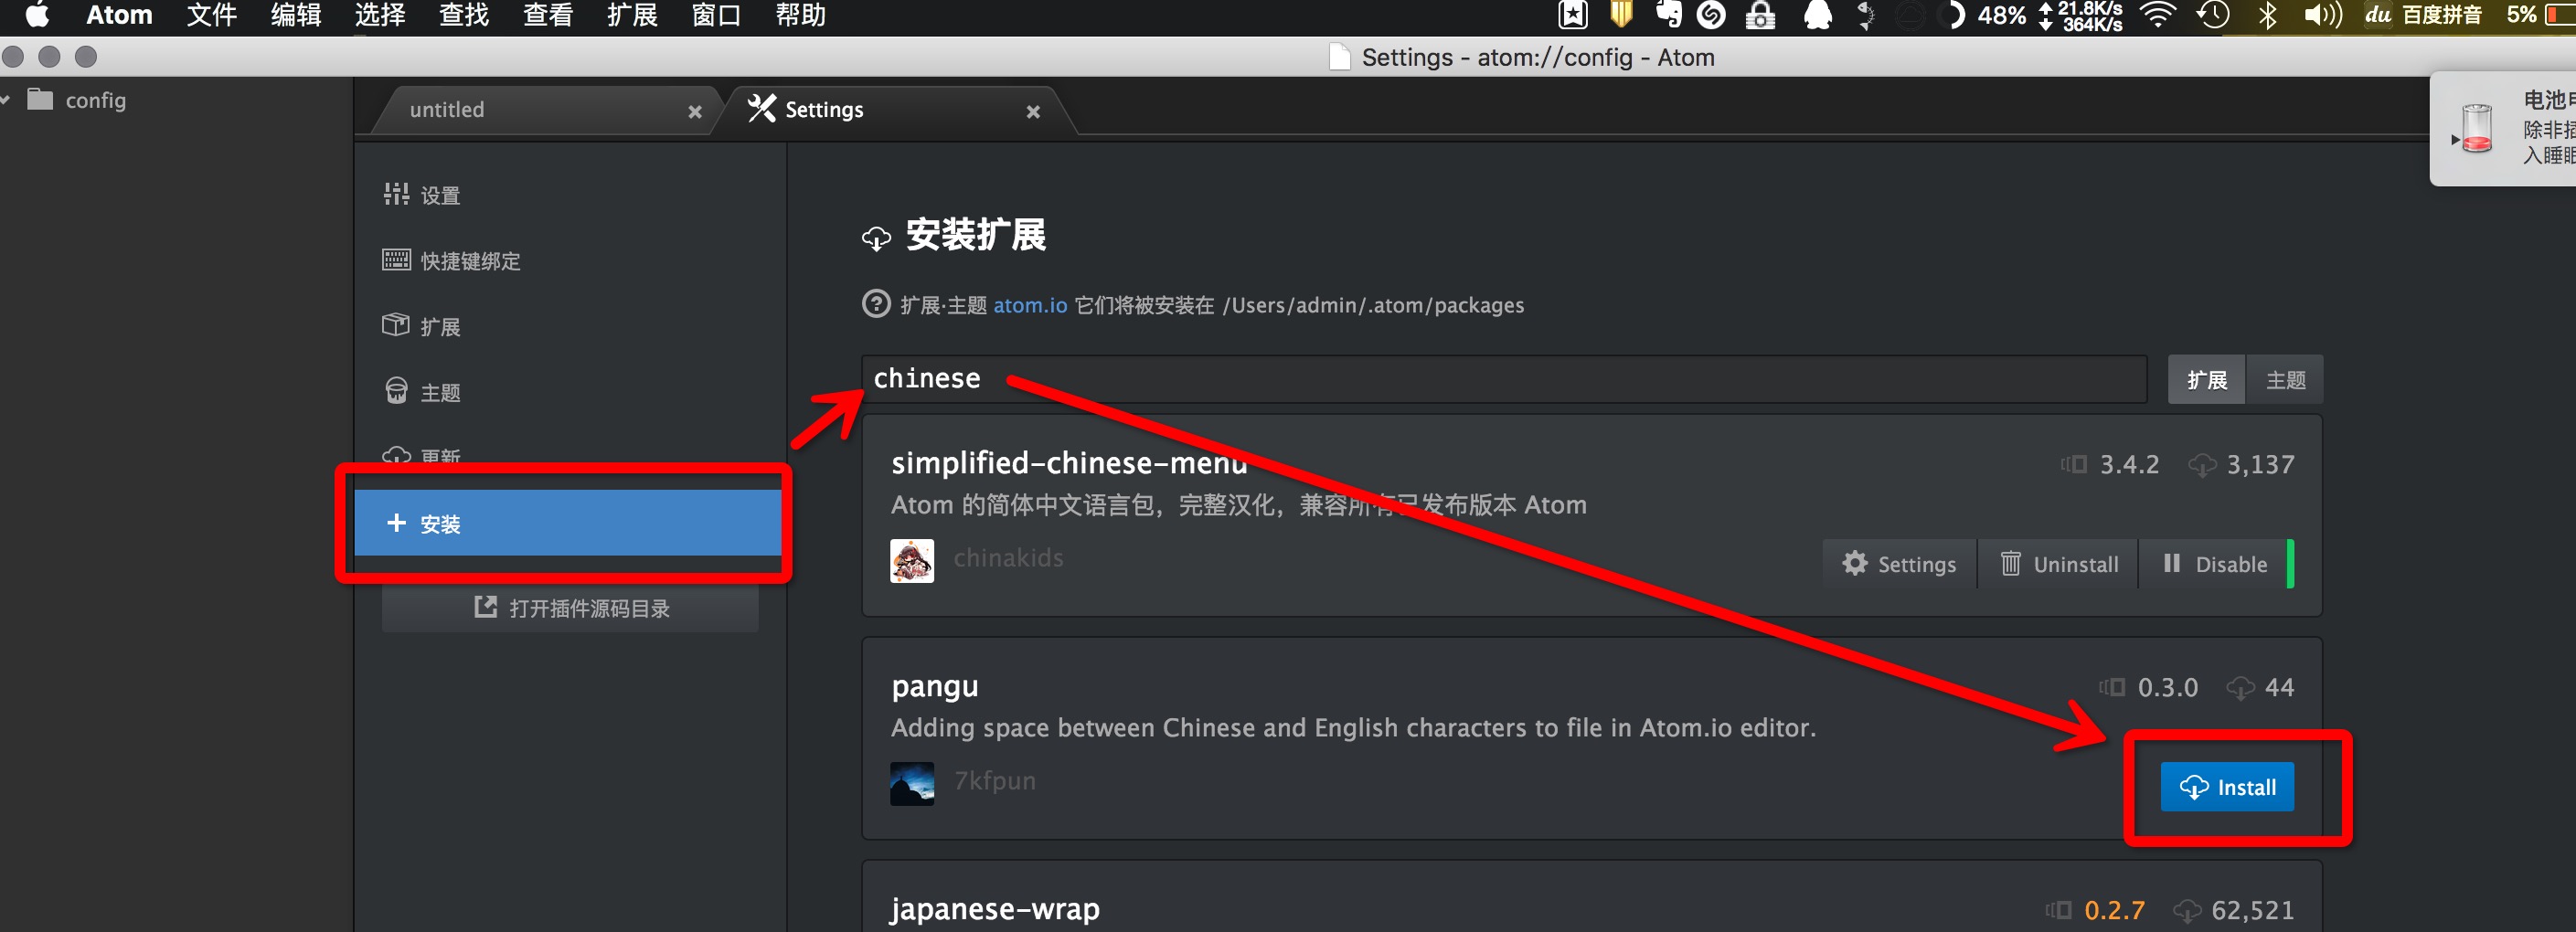 Atom 文件 编辑 选择 查找 查看 扩展 窗口 帮助 48% 21.8K/s 364K/s du 百度拼音 5%
Settings - atom://config - Atom
电池
除非
入睡眠
config
untitled
Settings
设置
快捷键绑定
扩展
主题
更新
安装
打开插件源码目录
安装扩展
扩展·主题 atom.io 它们将被安装在 /Users/admin/.atom/packages
chinese
扩展 主题
simplified-chinese-menu 3.4.2 3,137
Atom 的简体中文语言包，完整汉化，兼容所有已发布版本 Atom
chinakids
Settings Uninstall Disable
pangu 0.3.0 44
Adding space between Chinese and English characters to file in Atom.io editor.
7kfpun
Install
japanese-wrap 0.2.7 62,521